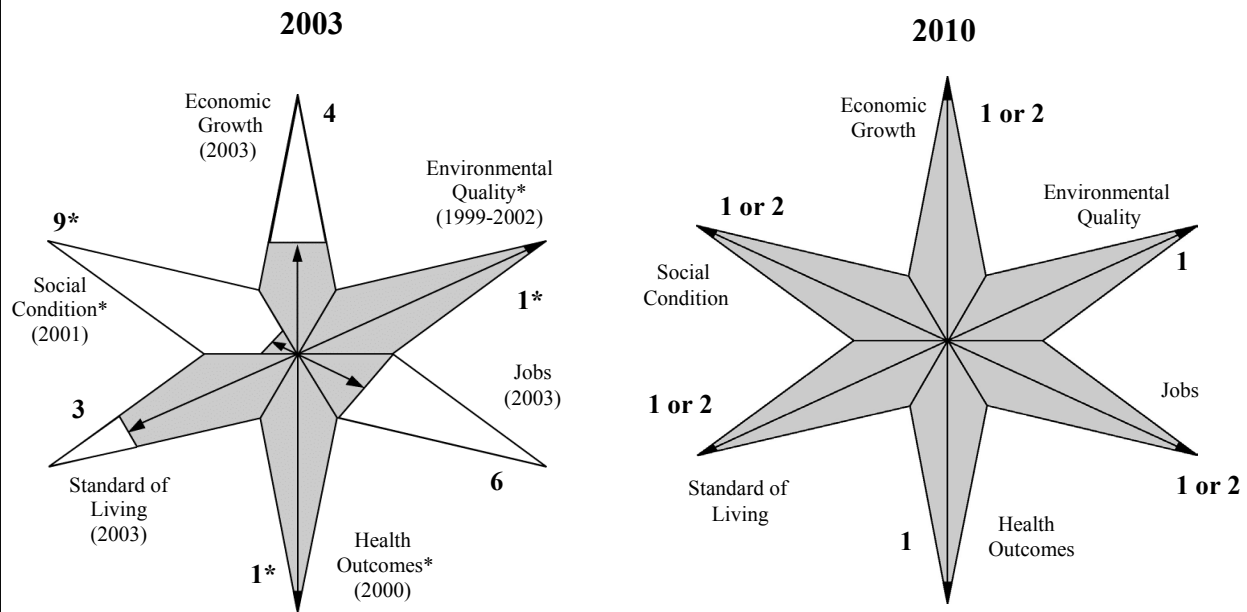 2003
Economic
Growth
(2003)
4
Environmental
Quality*
(1999-2002)
1*
9*
Social
Condition*
(2001)
Jobs
(2003)
6
3
Standard of
Living
(2003)
Health
Outcomes*
(2000)
1*
2010
Economic
Growth
1 or 2
Environmental
Quality
1
1 or 2
Social
Condition
Jobs
1 or 2
1 or 2
Standard of
Living
Health
Outcomes
1